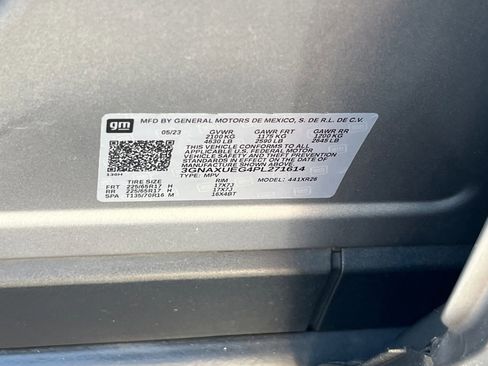 gm
MFD BY GENERAL MOTORS DE MEXICO, S. DE R.L. DE C.V.
05/23 GVWR GAWR FRT GAWR RR
2100 KG 1175 KG 1200 KG
4630 LB 2590 LB 2645 LB
THIS VEHICLE CONFORMS TO ALL
APPLICABLE U.S. FEDERAL MOTOR
VEHICLE SAFETY AND THEFT PREVENTION
STANDARDS IN EFFECT ON THE DATE OF
MANUFACTURE SHOWN ABOVE.
3GNAXUEG4PL271614
TYPE: MPV
TIRE SIZE RIM MODEL: 441XR26
FRT 225/65R17 H 17X7J
RR 225/65R17 H 17X7J
SPA T135/70R16 M 16X4BT